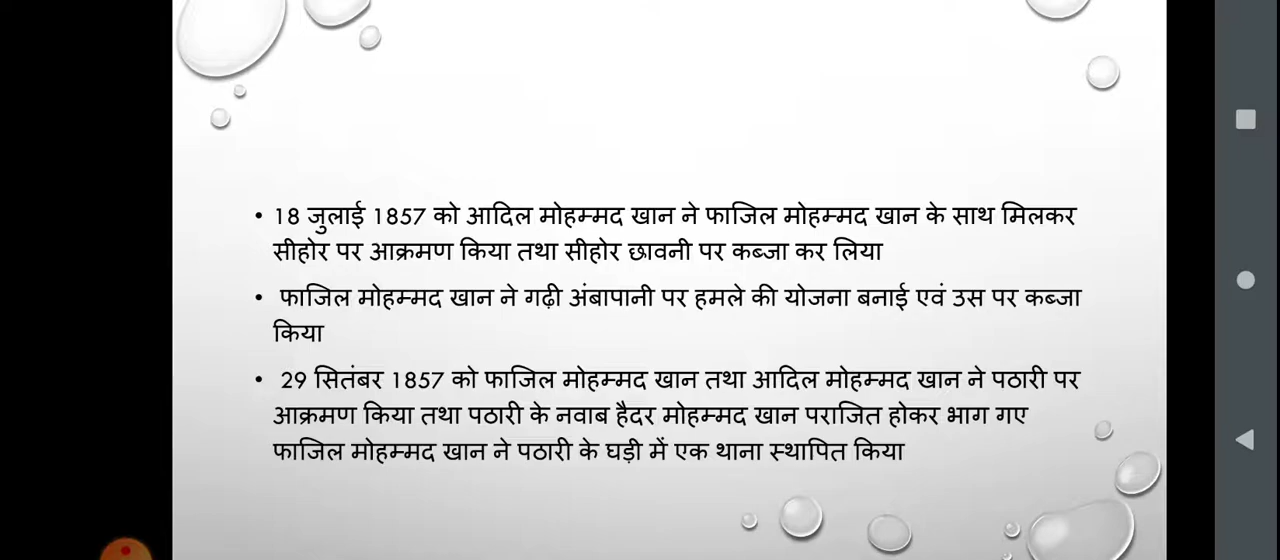 • 18 जुलाई 1857 को आदिल मोहम्मद खान ने फाजिल मोहम्मद खान के साथ मिलकर
सीहोर पर आक्रमण किया तथा सीहोर छावनी पर कब्जा कर लिया
• फाजिल मोहम्मद खान ने गढ़ी अंबापानी पर हमले की योजना बनाई एवं उस पर कब्जा
किया
• 29 सितंबर 1857 को फाजिल मोहम्मद खान तथा आदिल मोहम्मद खान ने पठारी पर
आक्रमण किया तथा पठारी के नवाब हैदर मोहम्मद खान पराजित होकर भाग गए
फाजिल मोहम्मद खान ने पठारी के घड़ी में एक थाना स्थापित किया